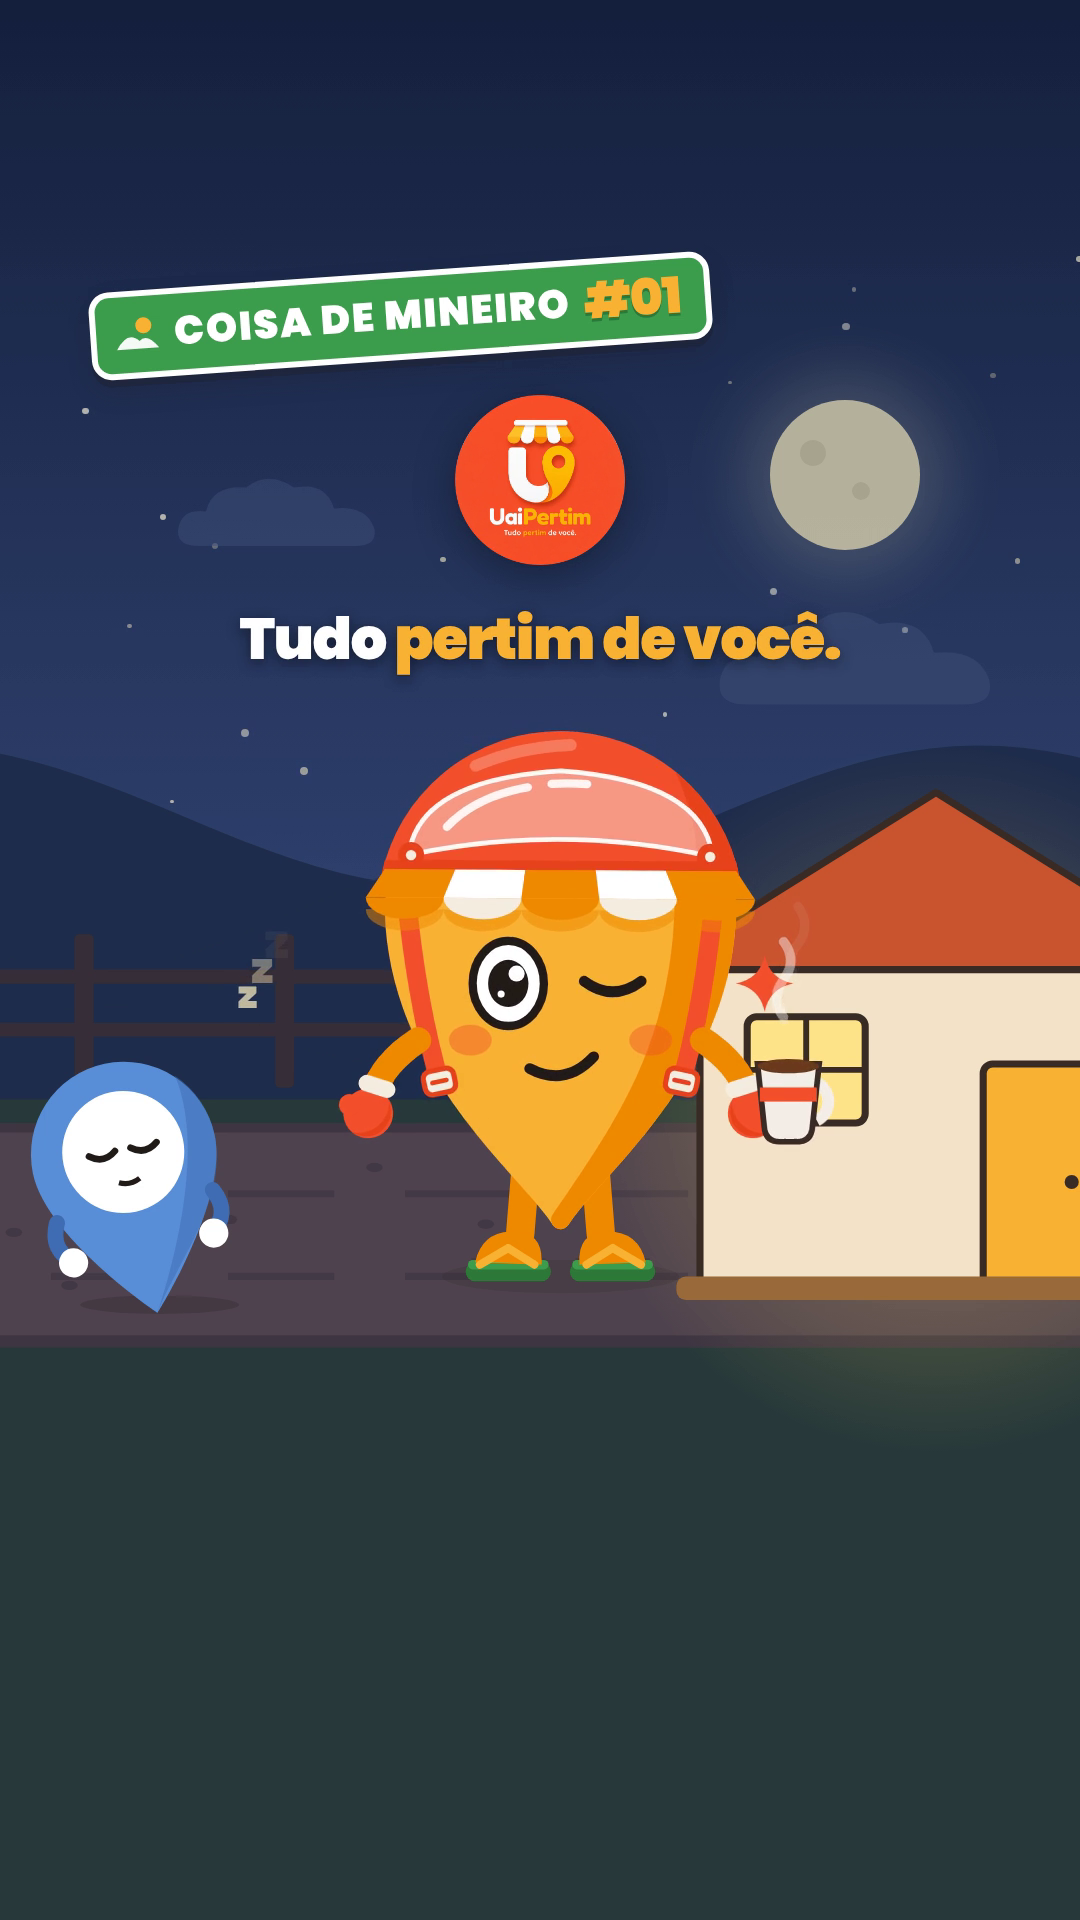 COISA DE MINEIRO #01
UaiPertim
Tudo pertim de você.
Tudo pertim de você.
z
z
z